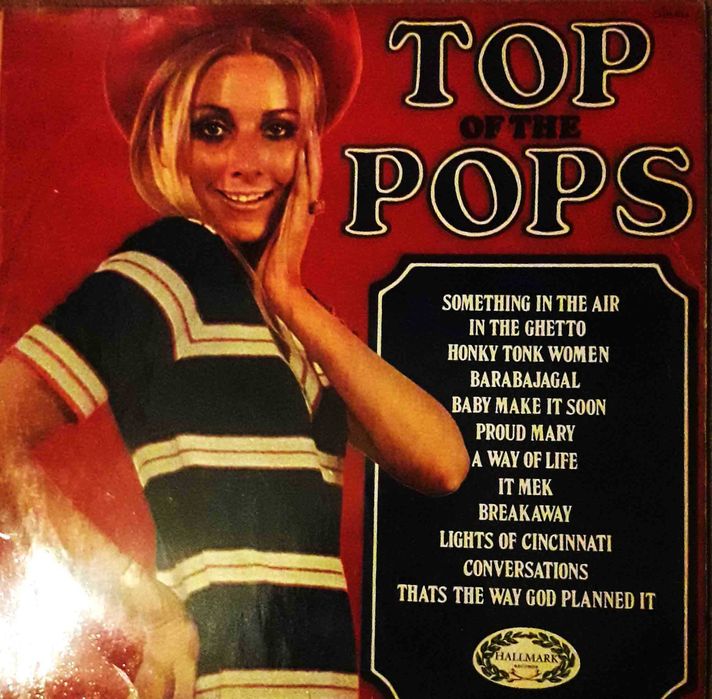 TOP
OF THE
POPS
SOMETHING IN THE AIR
IN THE GHETTO
HONKY TONK WOMEN
BARABAJAGAL
BABY MAKE IT SOON
PROUD MARY
A WAY OF LIFE
IT MEK
BREAKAWAY
LIGHTS OF CINCINNATI
CONVERSATIONS
THATS THE WAY GOD PLANNED IT
HALLMARK
RECORDS